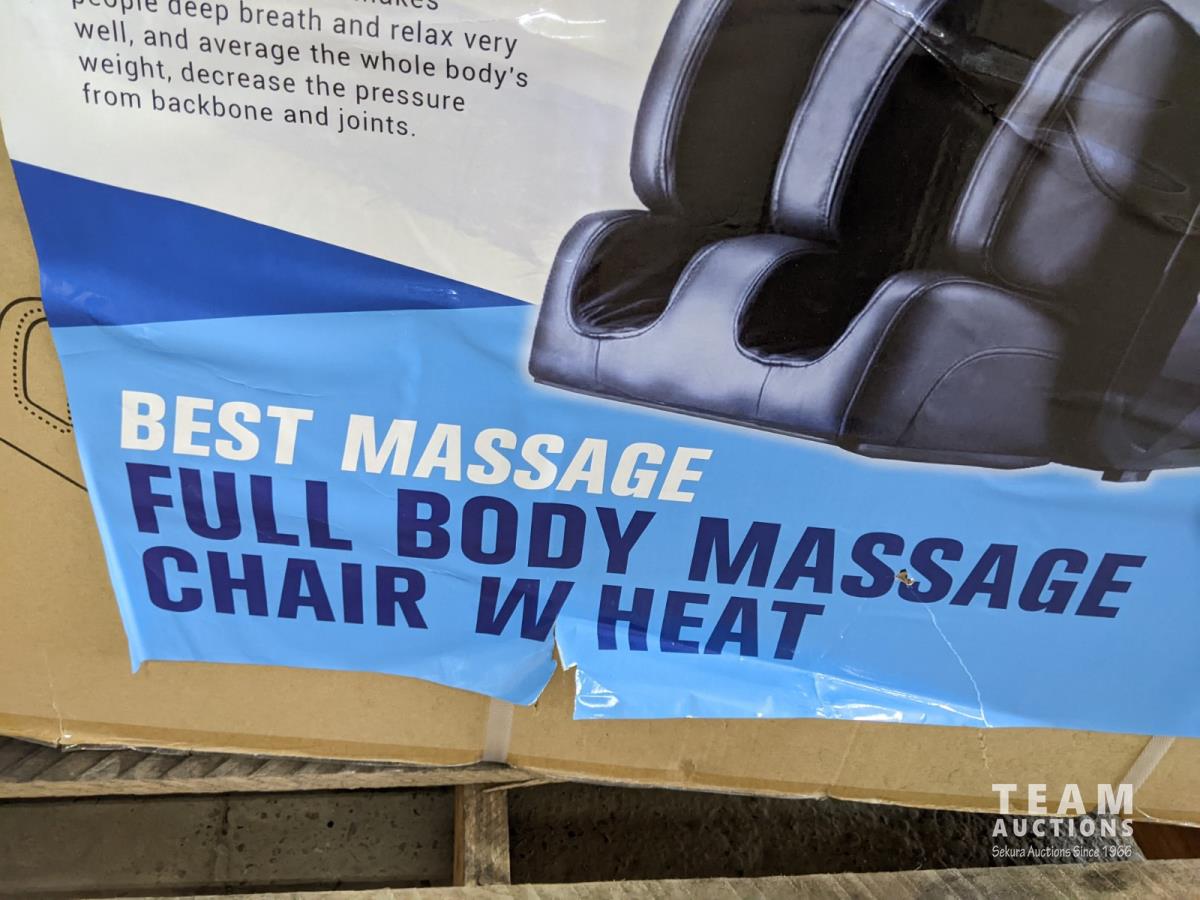 people deep breath and relax very
well, and average the whole body's
weight, decrease the pressure
from backbone and joints.
BEST MASSAGE
FULL BODY MASSAGE
CHAIR W HEAT
TEAM
AUCTIONS
Sekura Auctions Since 1966